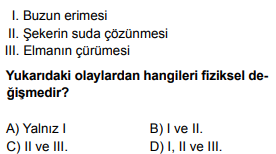 I. Buzun erimesi
II. Şekerin suda çözünmesi
III. Elmanın çürümesi
Yukarıdaki olaylardan hangileri fiziksel de-
ğişmedir?
A) Yalnız I B) I ve II.
C) II ve III. D) I, II ve III.